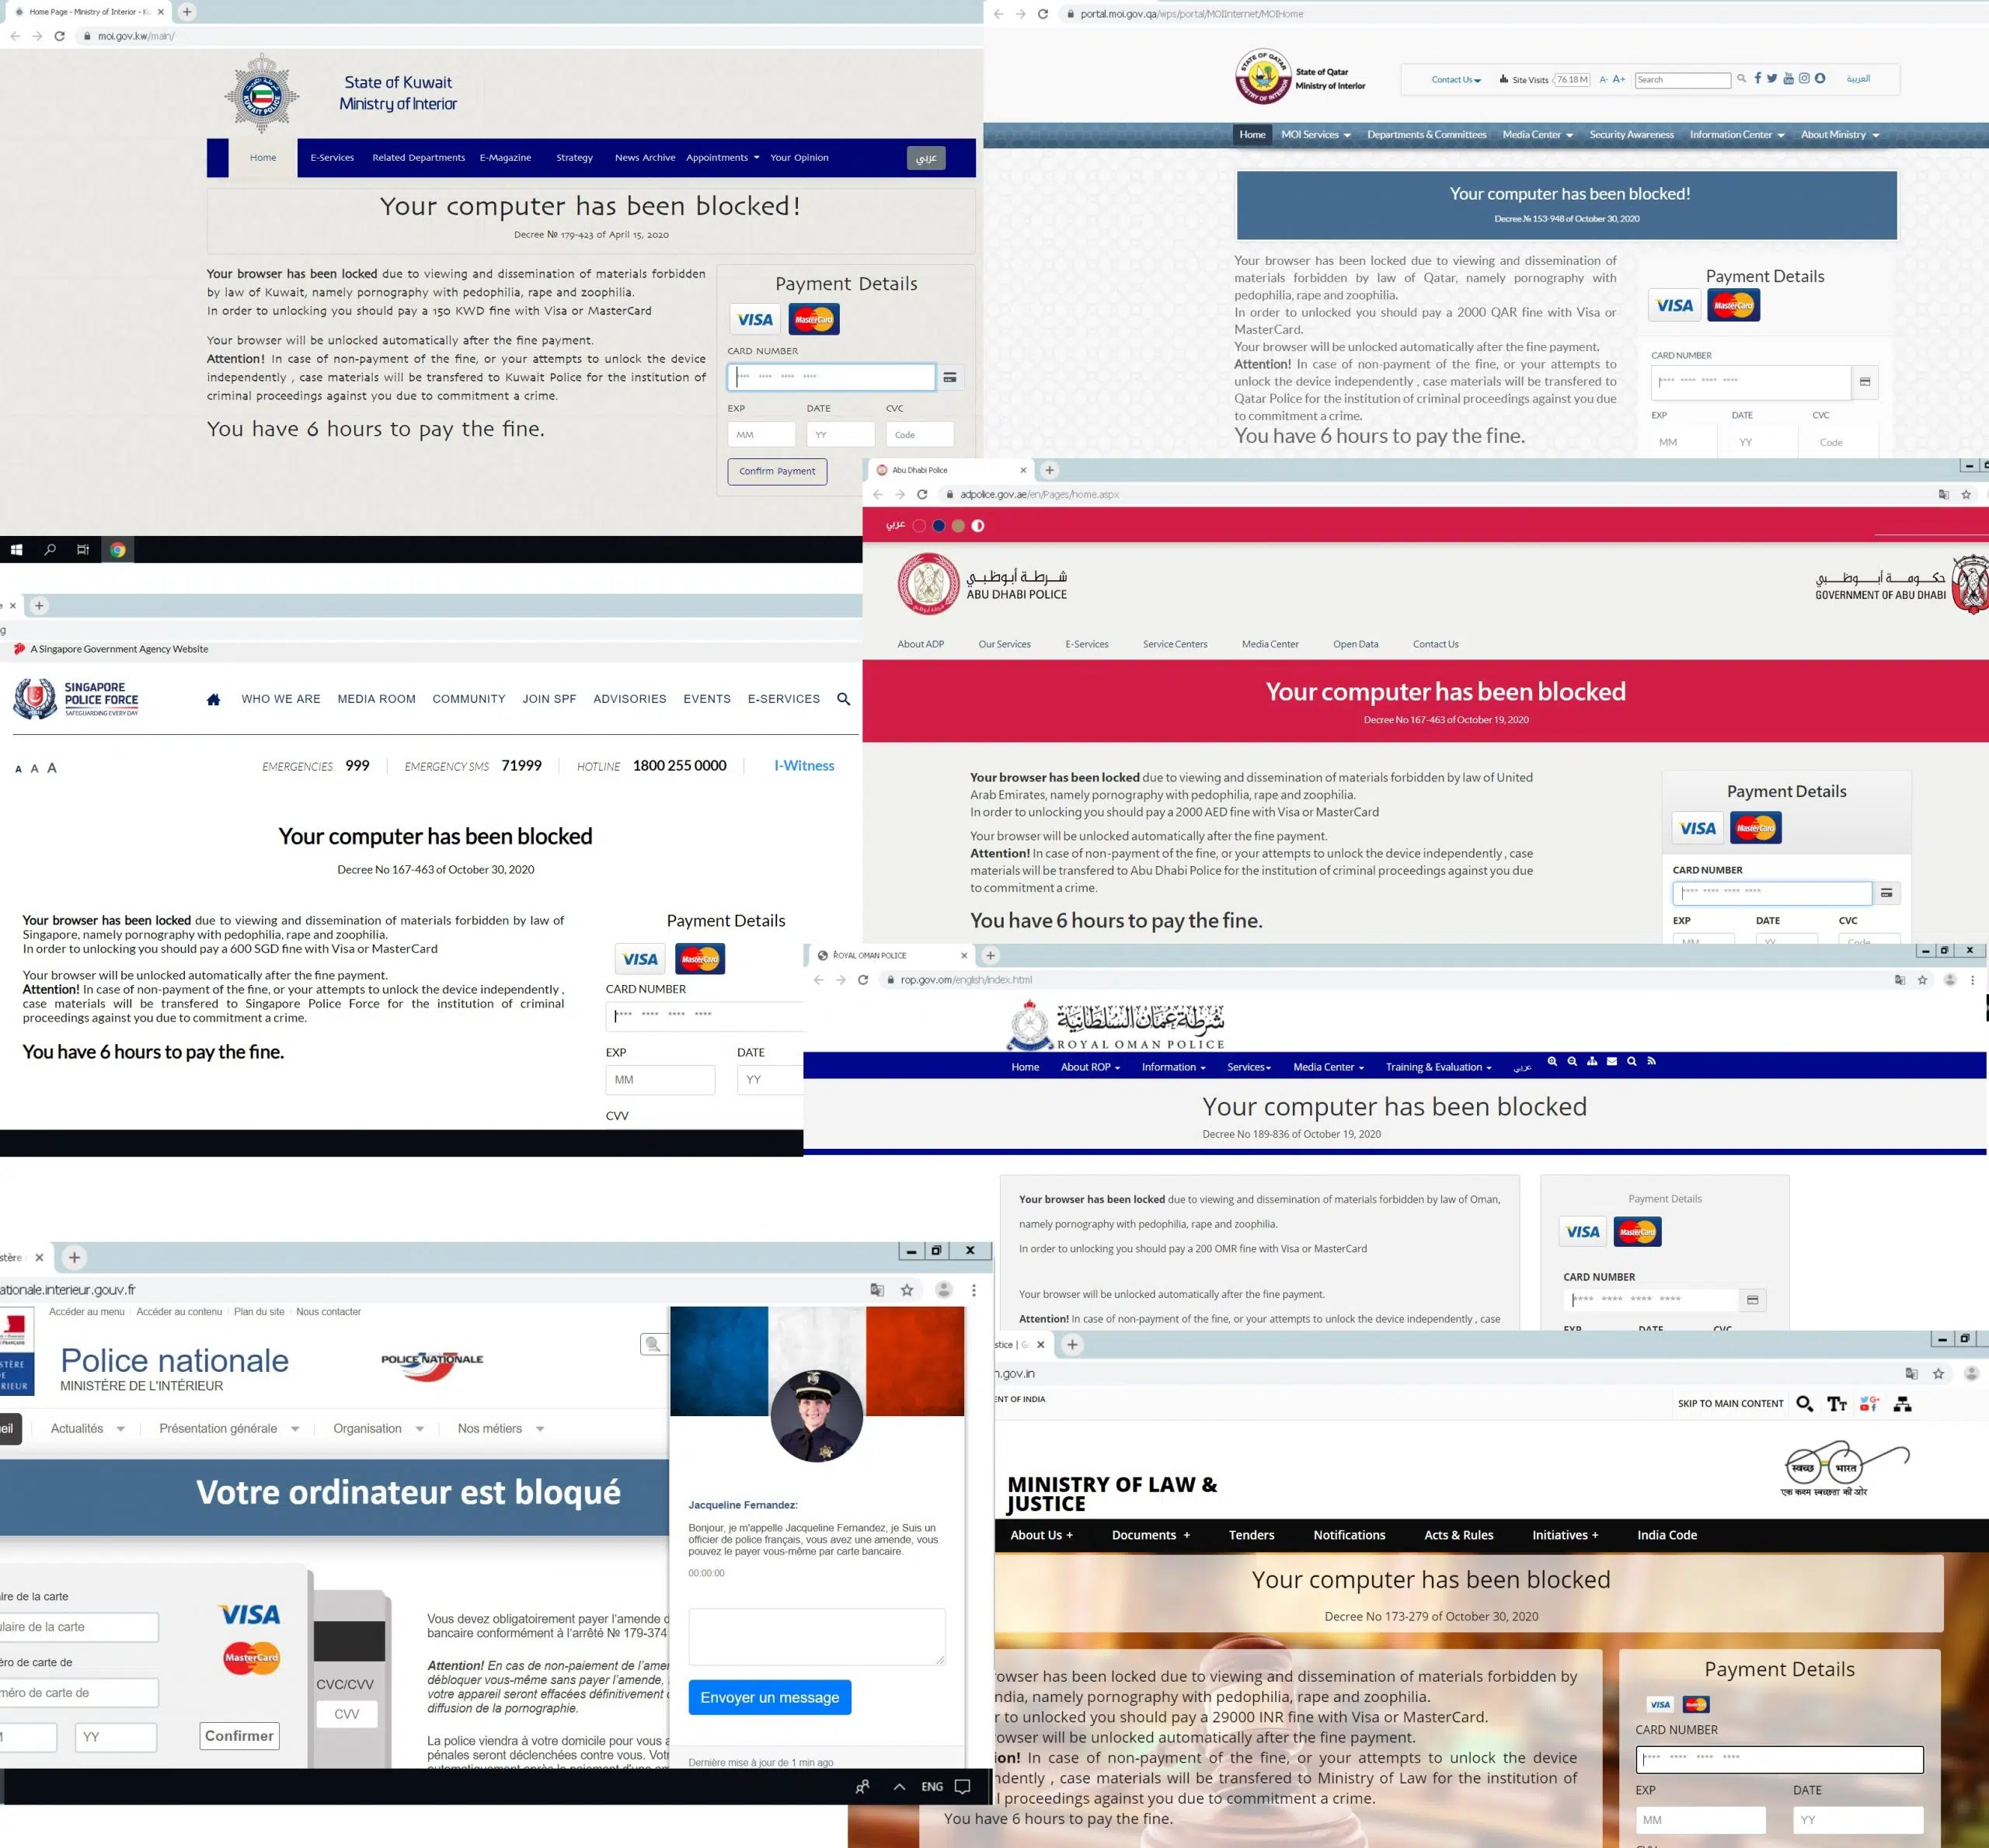 Home Page - Ministry of Interior - Ku
moi.gov.kw/main/
State of Kuwait
Ministry of Interior
Home E-Services Related Departments E-Magazine Strategy News Archive Appointments Your Opinion عربي
Your computer has been blocked!
Decree № 179-423 of April 15, 2020
Your browser has been locked due to viewing and dissemination of materials forbidden
by law of Kuwait, namely pornography with pedophilia, rape and zoophilia.
In order to unlocking you should pay a 150 KWD fine with Visa or MasterCard
Your browser will be unlocked automatically after the fine payment.
Attention! In case of non-payment of the fine, or your attempts to unlock the device
independently , case materials will be transfered to Kuwait Police for the institution of
criminal proceedings against you due to commitment a crime.
You have 6 hours to pay the fine.
Payment Details
VISA MasterCard
CARD NUMBER
**** **** **** ****
EXP DATE CVC
MM YY Code
Confirm Payment
portal.moi.gov.qa/wps/portal/MOIInternet/MOIHome
STATE OF QATAR
MINISTRY OF INTERIOR
State of Qatar
Ministry of Interior
Contact Us Site Visits 76.18 M A- A+ Search العربية
Home MOI Services Departments & Committees Media Center Security Awareness Information Center About Ministry
Your computer has been blocked!
Decree № 153-948 of October 30, 2020
Your browser has been locked due to viewing and dissemination of
materials forbidden by law of Qatar, namely pornography with
pedophilia, rape and zoophilia.
In order to unlocked you should pay a 2000 QAR fine with Visa or
MasterCard.
Your browser will be unlocked automatically after the fine payment.
Attention! In case of non-payment of the fine, or your attempts to
unlock the device independently , case materials will be transfered to
Qatar Police for the institution of criminal proceedings against you due
to commitment a crime.
You have 6 hours to pay the fine.
Payment Details
VISA MasterCard
CARD NUMBER
**** **** **** ****
EXP DATE CVC
MM YY Code
Abu Dhabi Police
adpolice.gov.ae/en/Pages/home.aspx
عربي
شرطة أبوظبي
ABU DHABI POLICE
حكومة أبوظبي
GOVERNMENT OF ABU DHABI
About ADP Our Services E-Services Service Centers Media Center Open Data Contact Us
Your computer has been blocked
Decree No 167-463 of October 19, 2020
Your browser has been locked due to viewing and dissemination of materials forbidden by law of United
Arab Emirates, namely pornography with pedophilia, rape and zoophilia.
In order to unlocking you should pay a 2000 AED fine with Visa or MasterCard
Your browser will be unlocked automatically after the fine payment.
Attention! In case of non-payment of the fine, or your attempts to unlock the device independently , case
materials will be transfered to Abu Dhabi Police for the institution of criminal proceedings against you due
to commitment a crime.
You have 6 hours to pay the fine.
Payment Details
VISA MasterCard
CARD NUMBER
**** **** **** ****
EXP DATE CVC
MM YY Code
g
A Singapore Government Agency Website
SINGAPORE
POLICE FORCE
SAFEGUARDING EVERY DAY
WHO WE ARE MEDIA ROOM COMMUNITY JOIN SPF ADVISORIES EVENTS E-SERVICES
A A A
EMERGENCIES 999 EMERGENCY SMS 71999 HOTLINE 1800 255 0000 I-Witness
Your computer has been blocked
Decree No 167-463 of October 30, 2020
Your browser has been locked due to viewing and dissemination of materials forbidden by law of
Singapore, namely pornography with pedophilia, rape and zoophilia.
In order to unlocking you should pay a 600 SGD fine with Visa or MasterCard
Your browser will be unlocked automatically after the fine payment.
Attention! In case of non-payment of the fine, or your attempts to unlock the device independently ,
case materials will be transfered to Singapore Police Force for the institution of criminal
proceedings against you due to commitment a crime.
You have 6 hours to pay the fine.
Payment Details
VISA MasterCard
CARD NUMBER
**** **** **** ****
EXP DATE
MM YY
CVV
ROYAL OMAN POLICE
rop.gov.om/english/index.html
شرطة عمان السلطانية
ROYAL OMAN POLICE
Home About ROP Information Services Media Center Training & Evaluation عربي
Your computer has been blocked
Decree No 189-836 of October 19, 2020
Your browser has been locked due to viewing and dissemination of materials forbidden by law of Oman,
namely pornography with pedophilia, rape and zoophilia.
In order to unlocking you should pay a 200 OMR fine with Visa or MasterCard
Your browser will be unlocked automatically after the fine payment.
Attention! In case of non-payment of the fine, or your attempts to unlock the device independently , case
Payment Details
VISA MasterCard
CARD NUMBER
**** **** **** ****
EXP DATE CVC
stère
ationale.interieur.gouv.fr
Accéder au menu Accéder au contenu Plan du site Nous contacter
Police nationale
MINISTÈRE DE L'INTÉRIEUR
POLICE NATIONALE
STÈRE
E
RIEUR
eil Actualités Présentation générale Organisation Nos métiers
Votre ordinateur est bloqué
ire de la carte
laire de la carte
éro de carte de
méro de carte de
YY
VISA
MasterCard
Confirmer
CVC/CVV
CVV
Vous devez obligatoirement payer l'amende d
bancaire conformément à l'arrêté № 179-374
Attention! En cas de non-paiement de l'amen
débloquer vous-même sans payer l'amende,
votre appareil seront effacées définitivement
diffusion de la pornographie.
La police viendra à votre domicile pour vous a
pénales seront déclenchées contre vous. Votr
Jacqueline Fernandez:
Bonjour, je m'appelle Jacqueline Fernandez, je Suis un
officier de police français, vous avez une amende, vous
pouvez le payer vous-même par carte bancaire.
00:00:00
Envoyer un message
Dernière mise à jour de 1 min ago
ENG
stice | G
n.gov.in
ENT OF INDIA
SKIP TO MAIN CONTENT TT
MINISTRY OF LAW &
JUSTICE
स्वच्छ भारत
एक कदम स्वच्छता की ओर
About Us + Documents + Tenders Notifications Acts & Rules Initiatives + India Code
Your computer has been blocked
Decree No 173-279 of October 30, 2020
rowser has been locked due to viewing and dissemination of materials forbidden by
ndia, namely pornography with pedophilia, rape and zoophilia.
r to unlocked you should pay a 29000 INR fine with Visa or MasterCard.
rowser will be unlocked automatically after the fine payment.
ion! In case of non-payment of the fine, or your attempts to unlock the device
ndently , case materials will be transfered to Ministry of Law for the institution of
l proceedings against you due to commitment a crime.
You have 6 hours to pay the fine.
Payment Details
VISA MasterCard
CARD NUMBER
**** **** **** ****
EXP DATE
MM YY